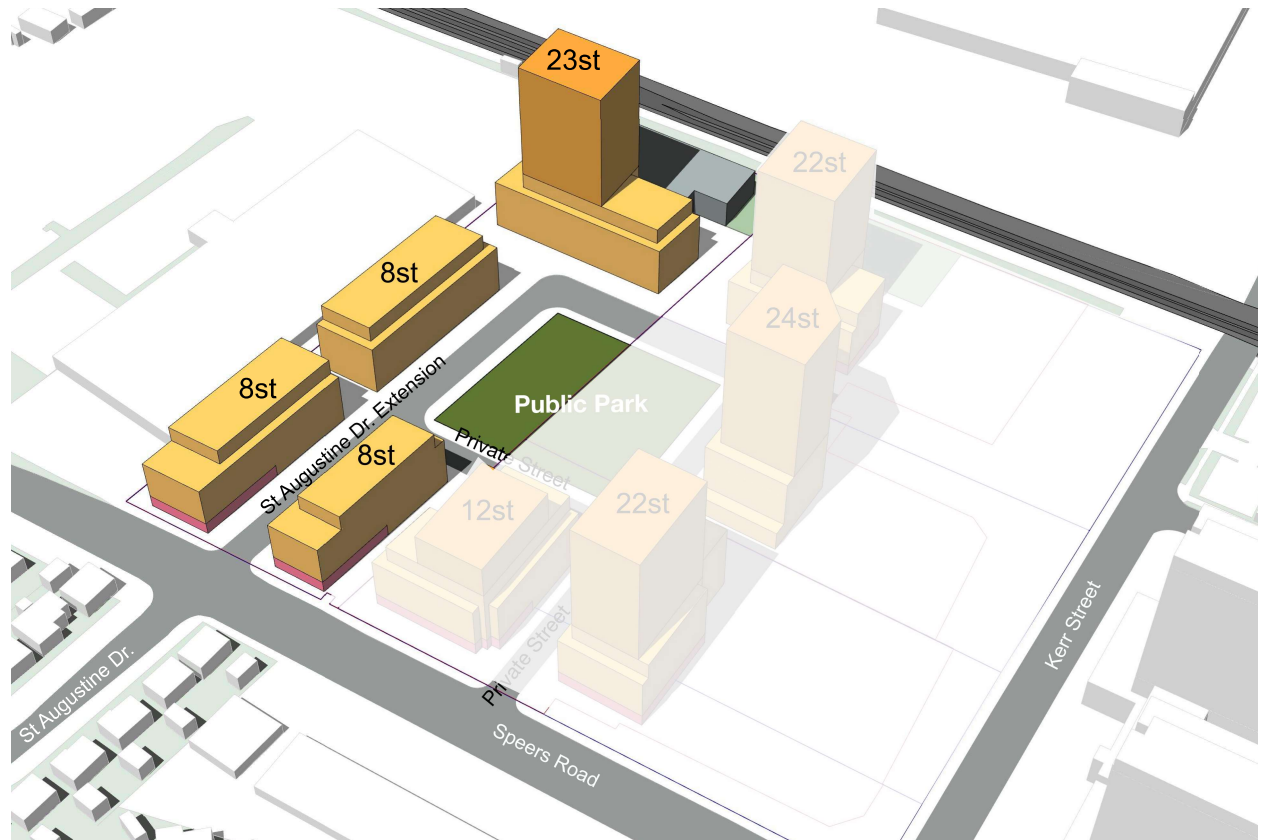 23st
22st
8st
24st
8st
Public Park
St Augustine Dr. Extension
8st
Private Street
12st
22st
Kerr Street
Private Street
St Augustine Dr.
Speers Road